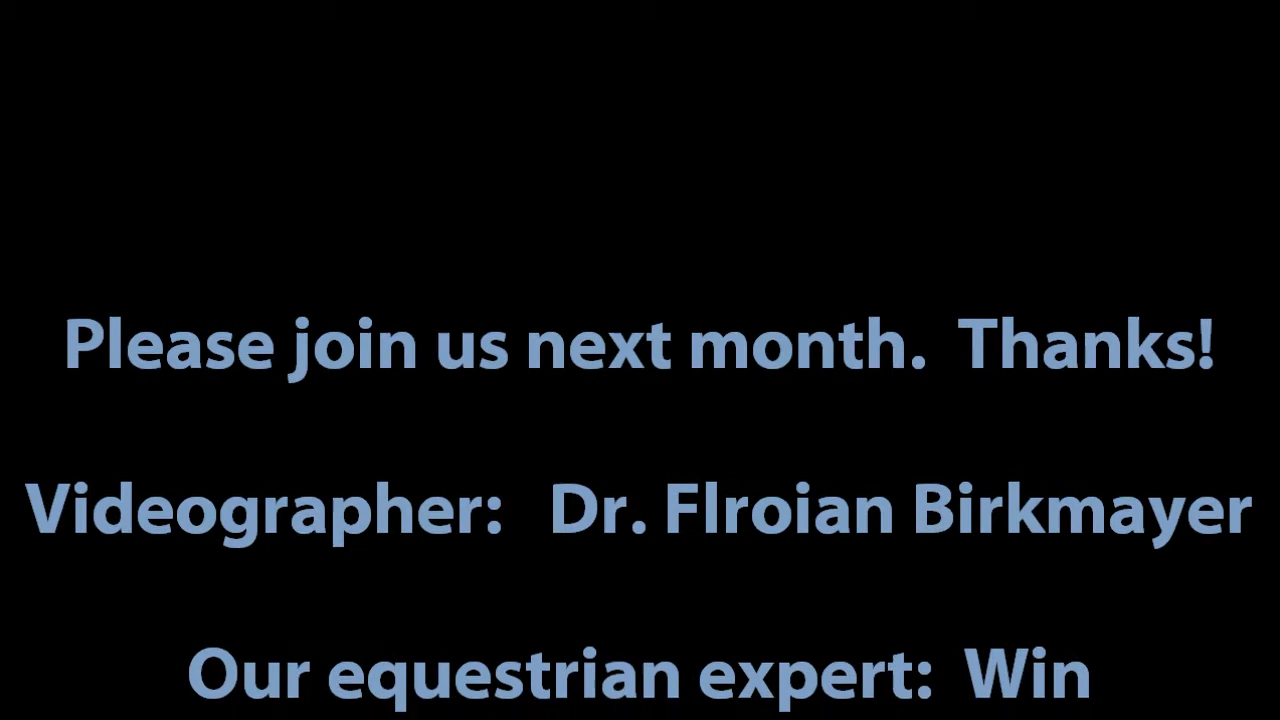 Please join us next month.  Thanks!
Videographer:   Dr. Flroian Birkmayer
Our equestrian expert:  Win